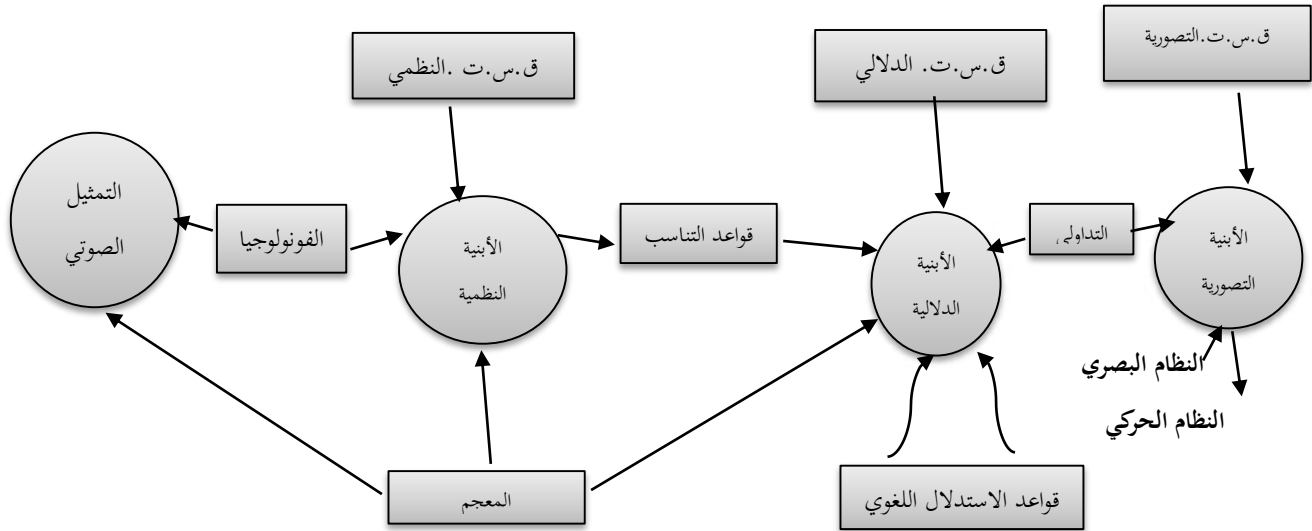 ق.س.ت.التصورية
ق.س.ت. الدلالي
ق.س.ت .النظمي
التمثيل
الصوتي
الفونولوجيا
الأبنية
النظمية
قواعد التناسب
الأبنية
الدلالية
التداولي
الأبنية
التصورية
النظام البصري
النظام الحركي
المعجم
قواعد الاستدلال اللغوي